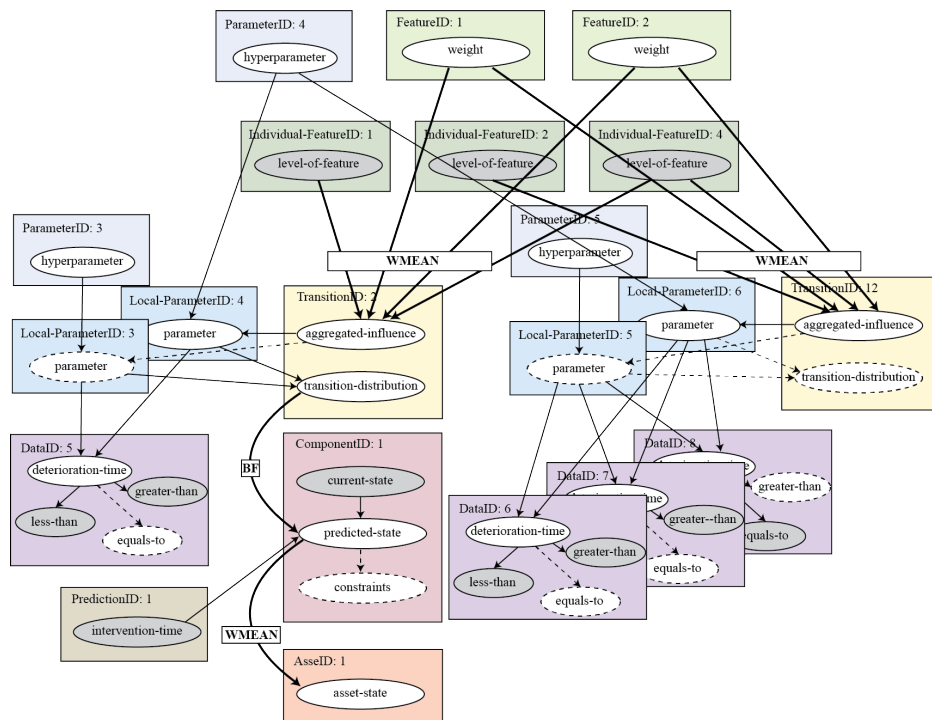 ParameterID: 4
hyperparameter
FeatureID: 1
weight
FeatureID: 2
weight
Individual-FeatureID: 1
level-of-feature
Individual-FeatureID: 2
level-of-feature
Individual-FeatureID: 4
level-of-feature
ParameterID: 3
hyperparameter
ParameterID: 5
hyperparameter
WMEAN
WMEAN
Local-ParameterID: 4
parameter
Local-ParameterID: 3
parameter
TransitionID: 2
aggregated-influence
transition-distribution
Local-ParameterID: 6
parameter
Local-ParameterID: 5
parameter
TransitionID: 12
aggregated-influence
transition-distribution
DataID: 5
deterioration-time
greater-than
less-than
equals-to
BF
ComponentID: 1
current-state
predicted-state
constraints
DataID: 8
greater-than
equals-to
DataID: 7
greater--than
equals-to
DataID: 6
deterioration-time
greater-than
less-than
equals-to
PredictionID: 1
intervention-time
WMEAN
AsseID: 1
asset-state